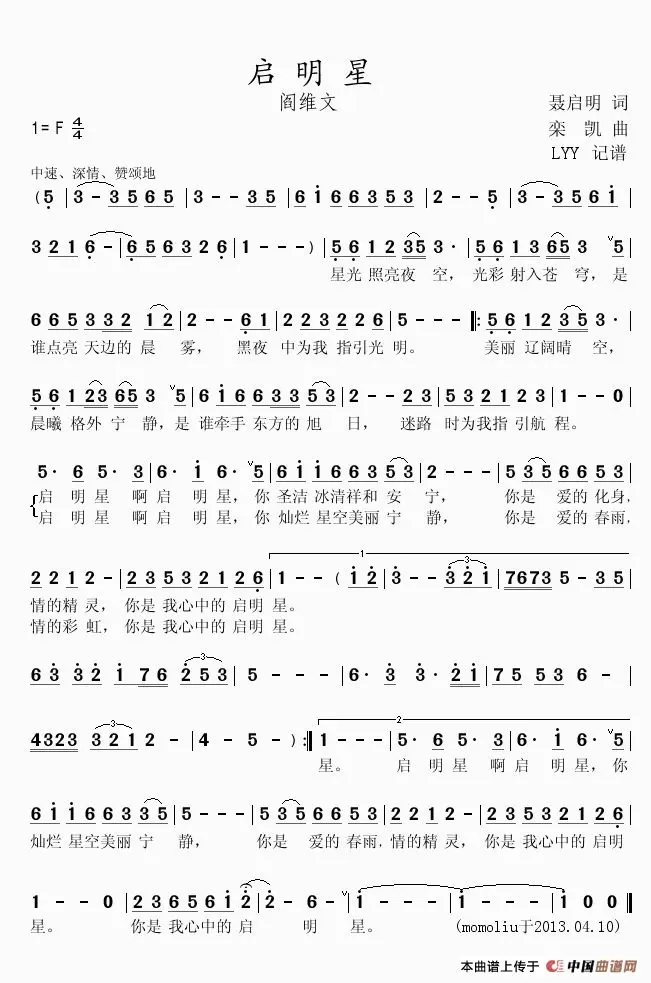 启 明 星
阎维文
聂启明 词
1= F 4/4
栾 凯 曲
LYY 记谱
中速、深情、赞颂地
( 5 | 3 - 3 5 6 5 | 3 - - 3 5 | 6 i 6 6 3 5 3 | 2 - - 5 | 3 - 3 5 6 i |
3 2 1 6 - | 6 5 6 3 2 6 | 1 - - - ) | 5 6 1 2 3 5 3 · | 5 6 1 3 6 5 3 ᵛ5 |
星光 照亮夜 空， 光彩 射入苍 穹， 是
6 6 5 3 3 2 1 2 | 2 - - 6 1 | 2 2 3 2 1 6 | 5 - - - ‖: 5 6 1 2 3 5 3 · |
谁点亮 天边的 晨 雾， 黑夜 中为我 指引光 明。 美丽 辽阔晴 空，
5 6 1 2 3 6 5 3 ᵛ5 | 6 i 6 6 3 5 3 | 2 - - 2 3 | 5 3 2 1 2 3 | 1 - - 0 |
晨曦 格外 宁 静，是 谁牵手 东方的 旭 日， 迷路 时为我指 引航 程。
5 · 6 5 · 3 | 6 · i 6 · ᵛ5 | 6 i 6 6 3 5 3 | 2 - - - | 5 3 5 6 6 5 3 |
启 明 星 啊 启 明 星，你 圣洁 冰清祥和 安 宁， 你是 爱的 化身，
启 明 星 啊 启 明 星，你 灿烂 星空美丽 宁 静， 你是 爱的 春雨，
1
2 2 1 2 - | 2 3 5 3 2 1 2 6 | 1 - - ( i 2 | 3 - - 3 2 i | 7 6 7 3 5 - 3 5 |
情的精 灵， 你是 我心中的 启明 星。
情的彩 虹，你是 我心中的 启明 星。
6 3 3 2 i 7 6 2 5 3 | 5 - - - | 6 · 3 3 · 2 i | 7 5 5 3 6 - |
4 3 2 3 3 2 1 2 - | 4 - 5 - ) :‖ 1 - - - | 5 · 6 5 · 3 | 6 · i 6 · ᵛ5 |
2
星。 启 明 星 啊 启 明 星，你
6 i 6 6 3 3 5 | 5 - - - | 5 3 5 6 6 5 3 | 2 2 1 2 - | 2 3 5 3 2 1 2 6 |
灿烂 星空美丽 宁 静， 你是 爱的 春雨，情的精 灵，你是 我心中的 启明
1 - - 0 | 2 3 6 5 6 i 2 | 2 - 6 - ᵛ| i - - - | i - - - | i 0 0 ‖
星。 你是 我心中的 启 明 星。 (momoliu于2013.04.10)
本曲谱上传于 中国曲谱网